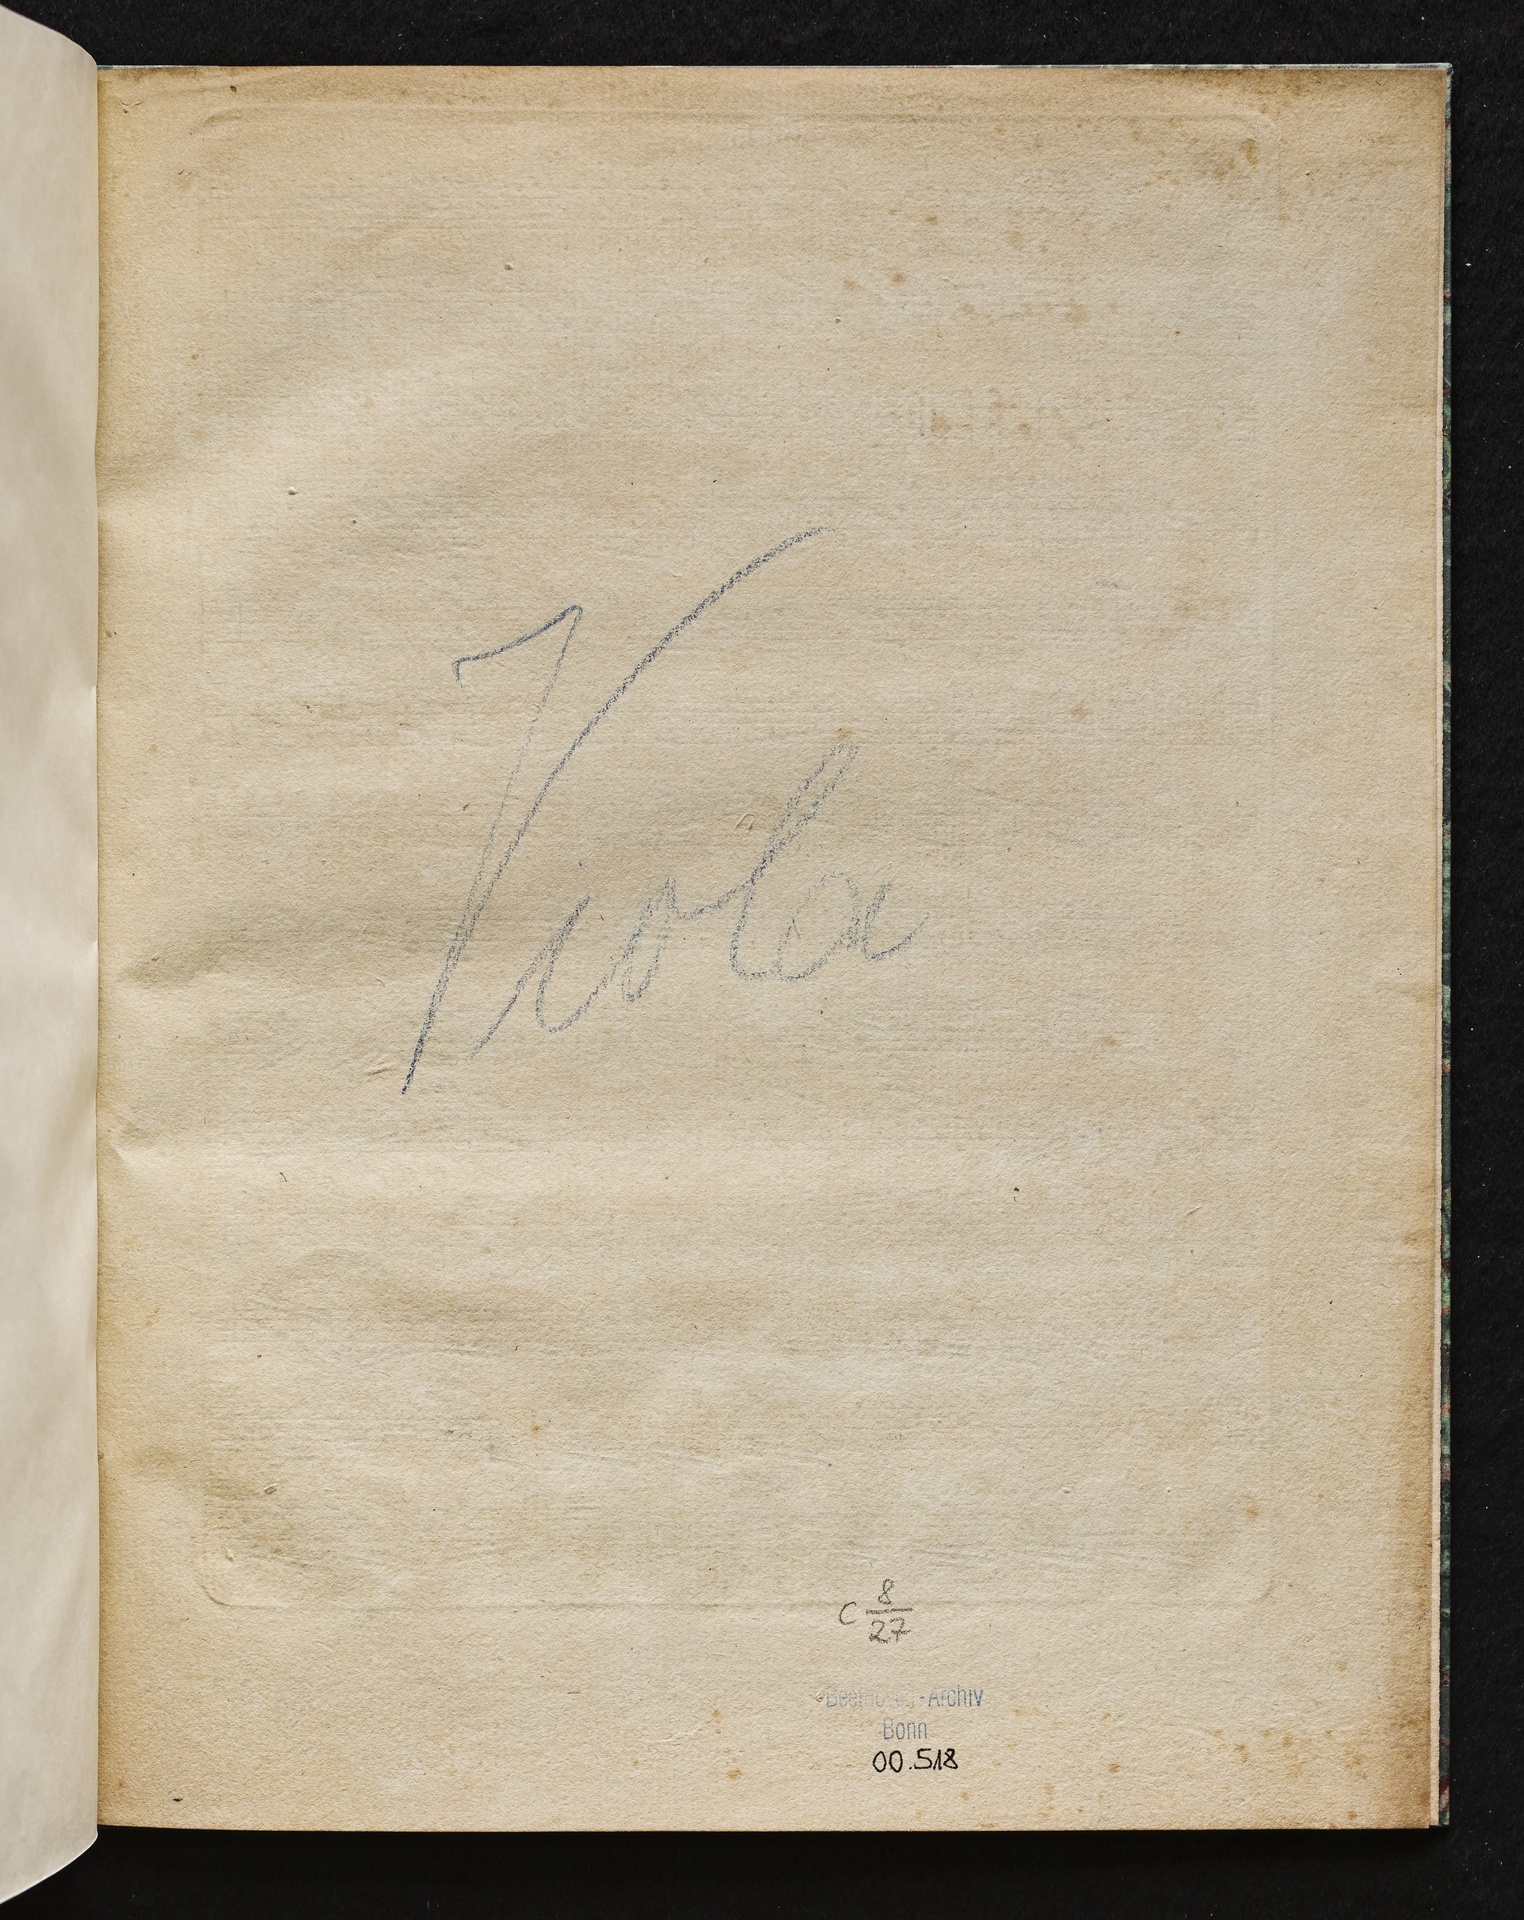 Viola
C 8/27
Beethoven-Archiv
Bonn
00.518